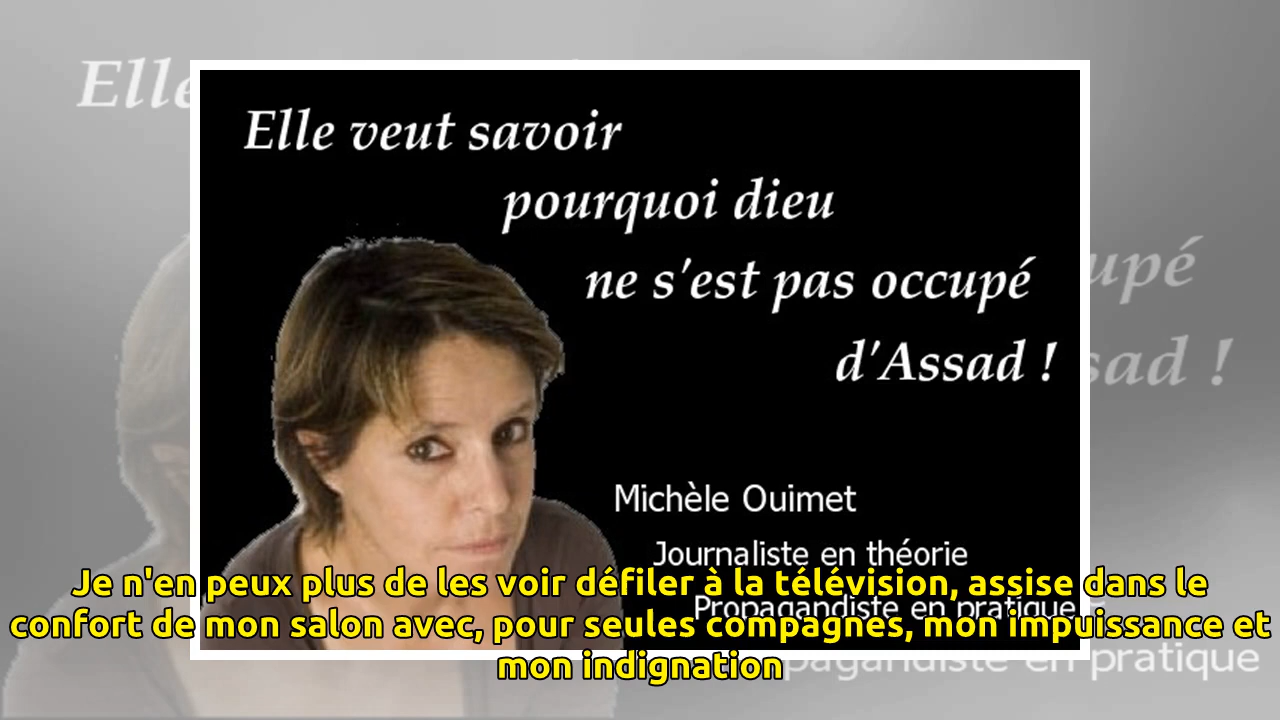 Elle veut savoir
pourquoi dieu
ne s'est pas occupé
d'Assad !
Michèle Ouimet
Journaliste en théorie
Propagandiste en pratique
Je n'en peux plus de les voir défiler à la télévision, assise dans le
confort de mon salon avec, pour seules compagnes, mon impuissance et
mon indignation